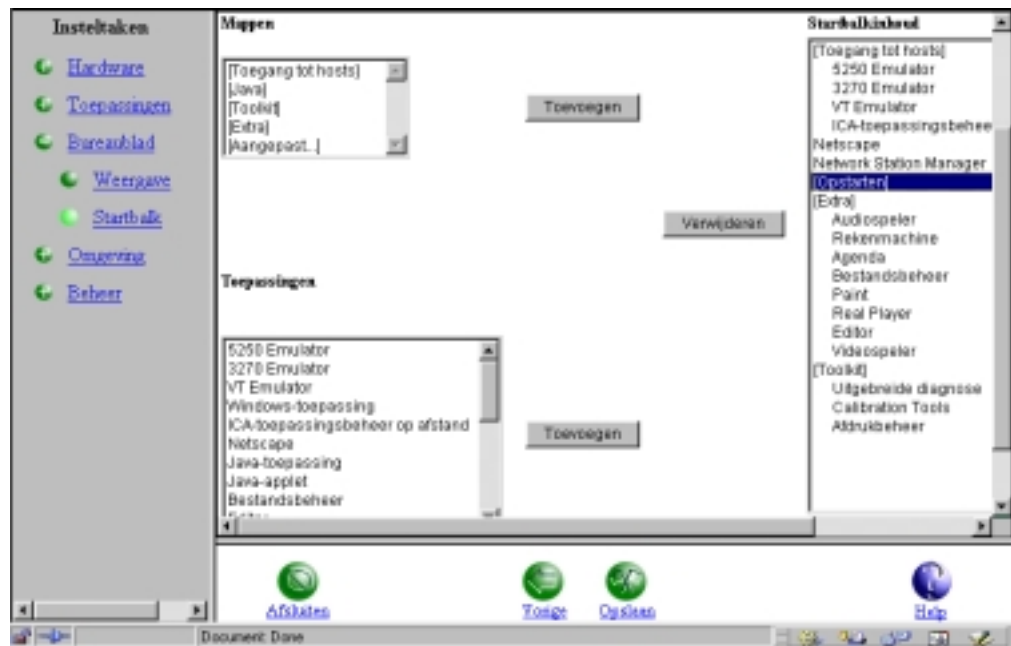 Insteltaken
Hardware
Toepassingen
Bureaublad
Weergave
Startbalk
Omgeving
Beheer
Mappen
[Toegang tot hosts]
[Java]
[Toolkit]
[Extra]
[Aangepast...]
Toevoegen
Verwijderen
Toepassingen
5250 Emulator
3270 Emulator
VT Emulator
Windows-toepassing
ICA-toepassingsbeheer op afstand
Netscape
Java-toepassing
Java-applet
Bestandsbeheer
Toevoegen
Startbalkinhoud
[Toegang tot hosts]
5250 Emulator
3270 Emulator
VT Emulator
ICA-toepassingsbehee
Netscape
Network Station Manager
[Opstarten]
[Extra]
Audiospeler
Rekenmachine
Agenda
Bestandsbeheer
Paint
Real Player
Editor
Videospeler
[Toolkit]
Uitgebreide diagnose
Calibration Tools
Afdrukbeheer
Afsluiten
Vorige
Opslaan
Help
Document: Done